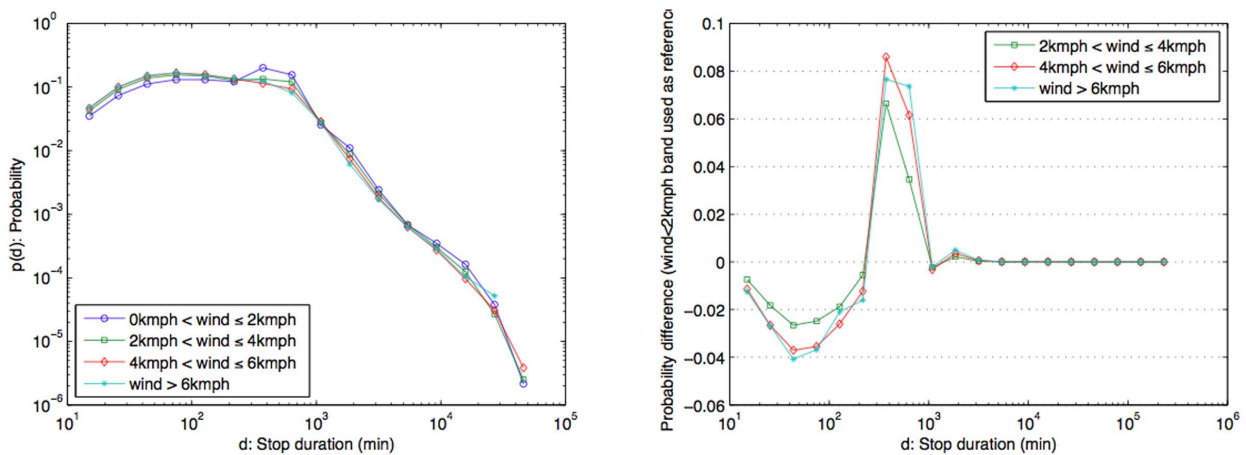 10^0
10^-1
10^-2
10^-3
10^-4
10^-5
10^-6
p(d): Probability
0kmph < wind ≤ 2kmph
2kmph < wind ≤ 4kmph
4kmph < wind ≤ 6kmph
wind > 6kmph
10^1 10^2 10^3 10^4 10^5
d: Stop duration (min)
0.1
0.08
0.06
0.04
0.02
0
−0.02
−0.04
−0.06
Probability difference (wind<2kmph band used as reference
2kmph < wind ≤ 4kmph
4kmph < wind ≤ 6kmph
wind > 6kmph
10^1 10^2 10^3 10^4 10^5 10^6
d: Stop duration (min)